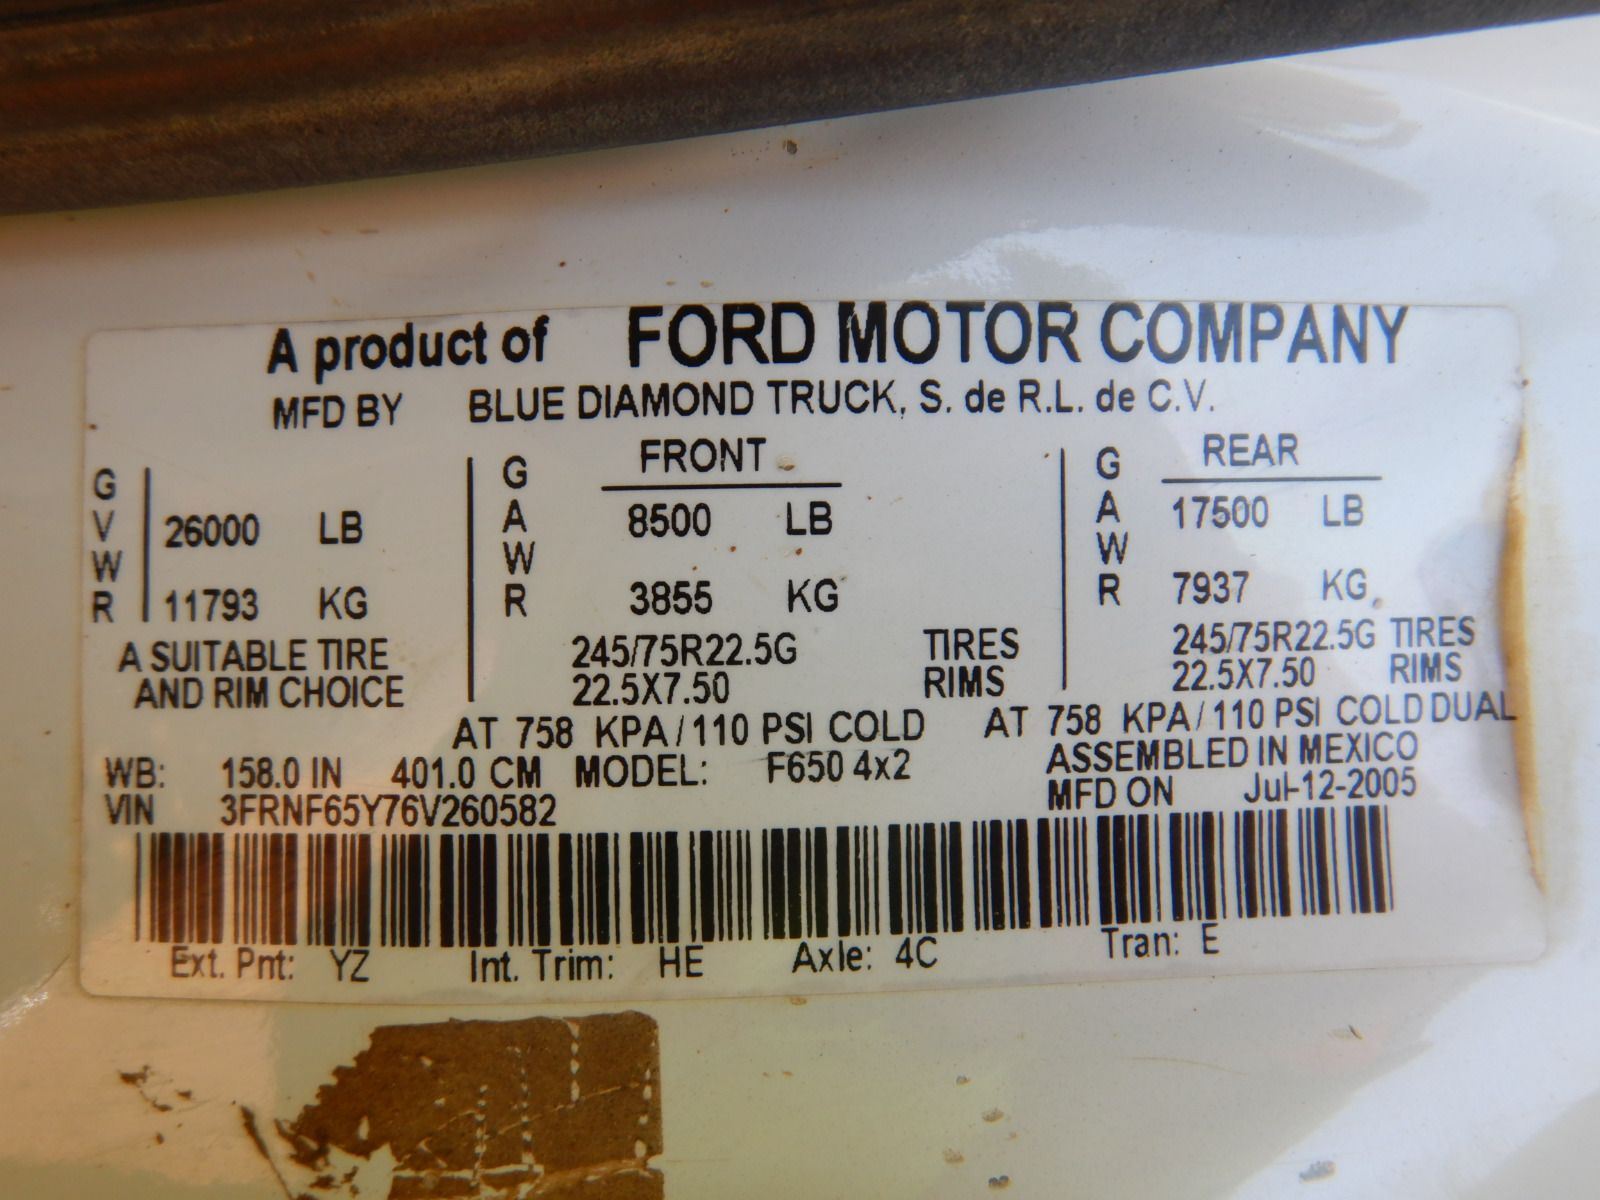 A product of FORD MOTOR COMPANY
MFD BY BLUE DIAMOND TRUCK, S. de R.L. de C.V.
GVWR
26000 LB
11793 KG
GAWR
FRONT
8500 LB
3855 KG
GAWR
REAR
17500 LB
7937 KG
A SUITABLE TIRE 245/75R22.5G TIRES 245/75R22.5G TIRES
AND RIM CHOICE 22.5X7.50 RIMS 22.5X7.50 RIMS
AT 758 KPA / 110 PSI COLD AT 758 KPA / 110 PSI COLD DUAL
WB: 158.0 IN 401.0 CM MODEL: F650 4x2 ASSEMBLED IN MEXICO
VIN 3FRNF65Y76V260582 MFD ON Jul-12-2005
Ext. Pnt: YZ Int. Trim: HE Axle: 4C Tran: E